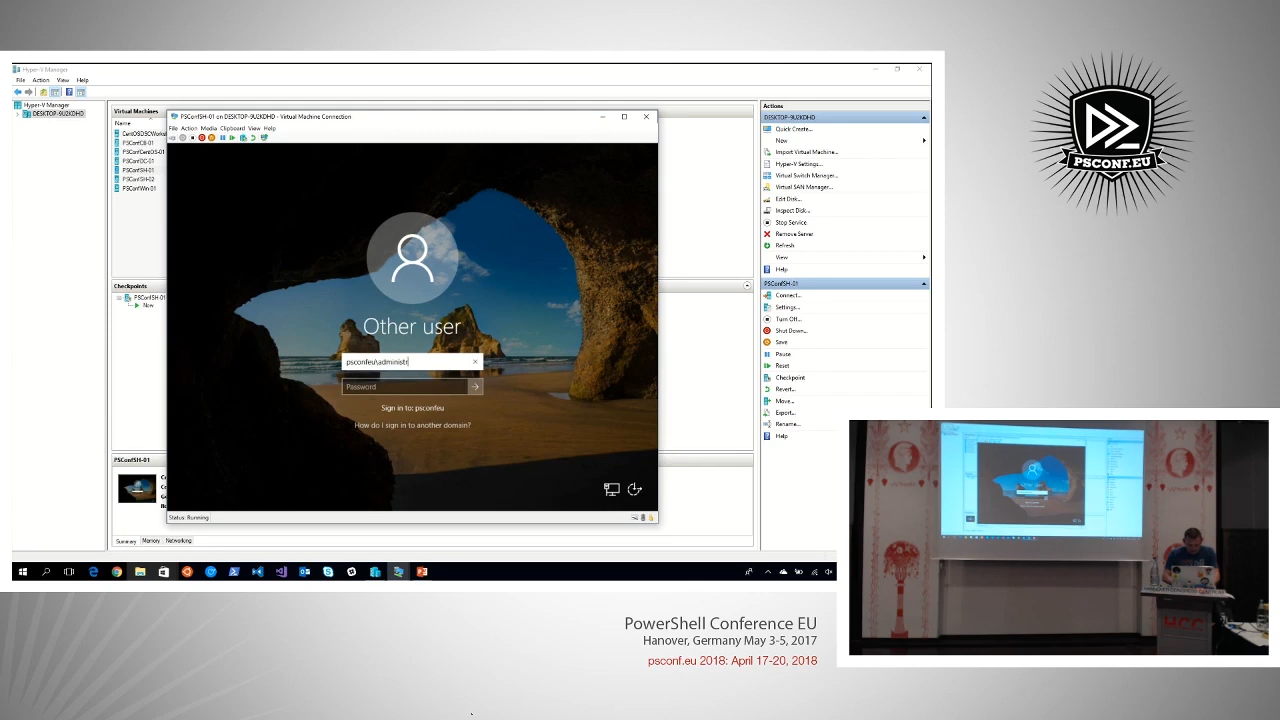 Hyper-V Manager
File Action View Help
Hyper-V Manager
DESKTOP-9U2KDHD
Virtual Machines
Name
CentOSDSCWorks
PSConfCB-01
PSConfCentOS-01
PSConfDC-01
PSConfSH-01
PSConfSH-02
PSConfWin-01
Checkpoints
PSConfSH-01
Now
PSConfSH-01
Summary Memory Networking
PSConfSH-01 on DESKTOP-9U2KDHD - Virtual Machine Connection
File Action Media Clipboard View Help
Other user
psconfeu\administr
Password
Sign in to: psconfeu
How do I sign in to another domain?
Status: Running
Actions
DESKTOP-9U2KDHD
Quick Create...
New
Import Virtual Machine...
Hyper-V Settings...
Virtual Switch Manager...
Virtual SAN Manager...
Edit Disk...
Inspect Disk...
Stop Service
Remove Server
Refresh
View
Help
PSConfSH-01
Connect...
Settings...
Turn Off...
Shut Down...
Save
Pause
Reset
Checkpoint
Revert...
Move...
Export...
Rename...
Help
PSCONF.EU
HCC
PowerShell Conference EU
Hanover, Germany May 3-5, 2017
psconf.eu 2018: April 17-20, 2018